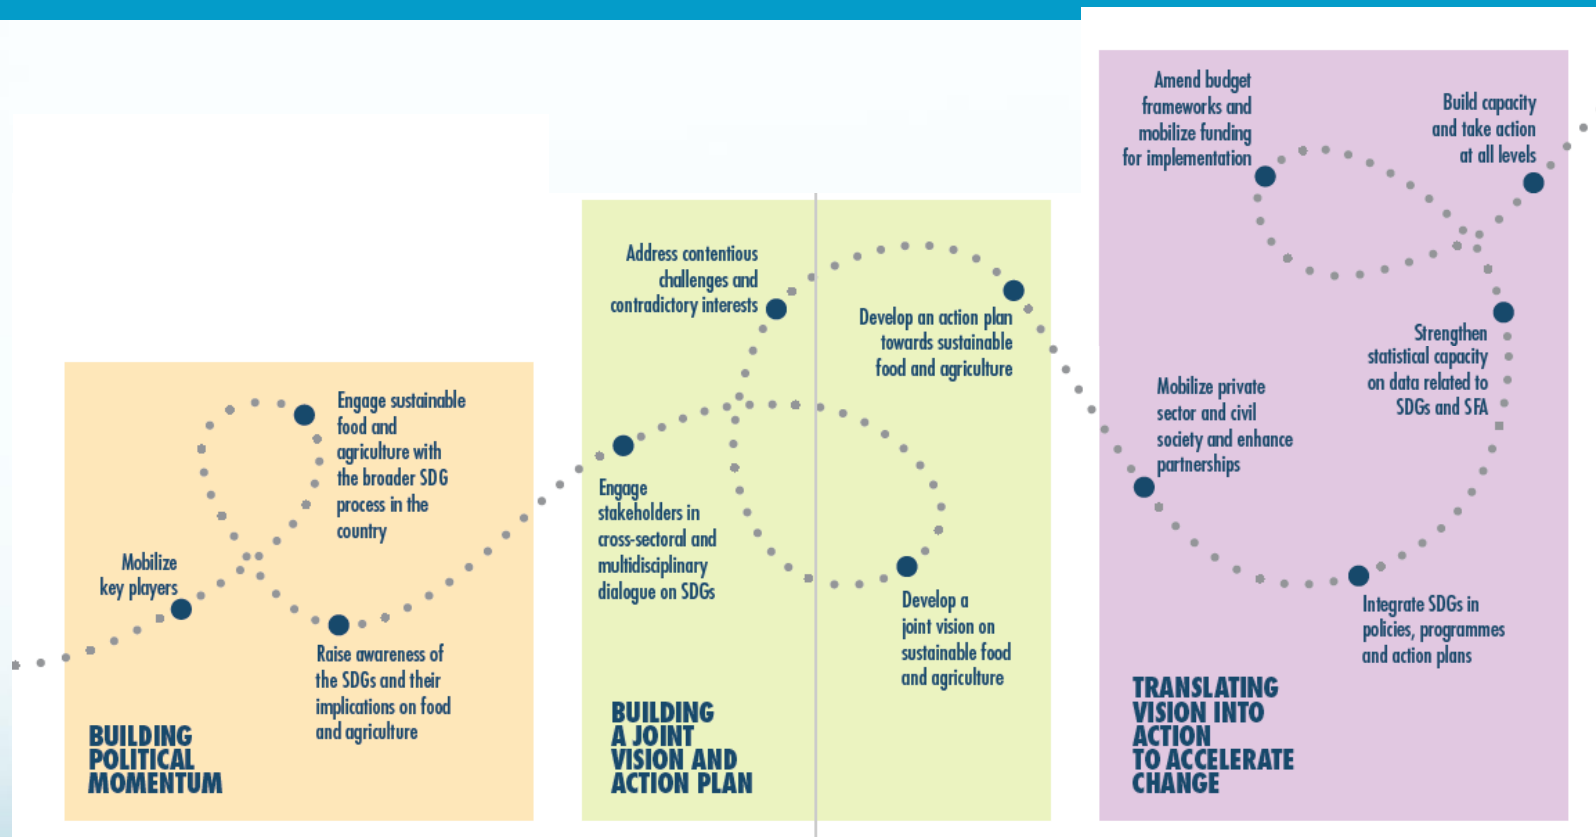 Mobilize
key players
Engage sustainable
food and
agriculture with
the broader SDG
process in the
country
Raise awareness of
the SDGs and their
implications on food
and agriculture
BUILDING
POLITICAL
MOMENTUM
Engage
stakeholders in
cross-sectoral and
multidisciplinary
dialogue on SDGs
Develop a
joint vision on
sustainable food
and agriculture
Address contentious
challenges and
contradictory interests
Develop an action plan
towards sustainable
food and agriculture
BUILDING
A JOINT
VISION AND
ACTION PLAN
Mobilize private
sector and civil
society and enhance
partnerships
Integrate SDGs in
policies, programmes
and action plans
Strengthen
statistical capacity
on data related to
SDGs and SFA
Amend budget
frameworks and
mobilize funding
for implementation
Build capacity
and take action
at all levels
TRANSLATING
VISION INTO
ACTION
TO ACCELERATE
CHANGE